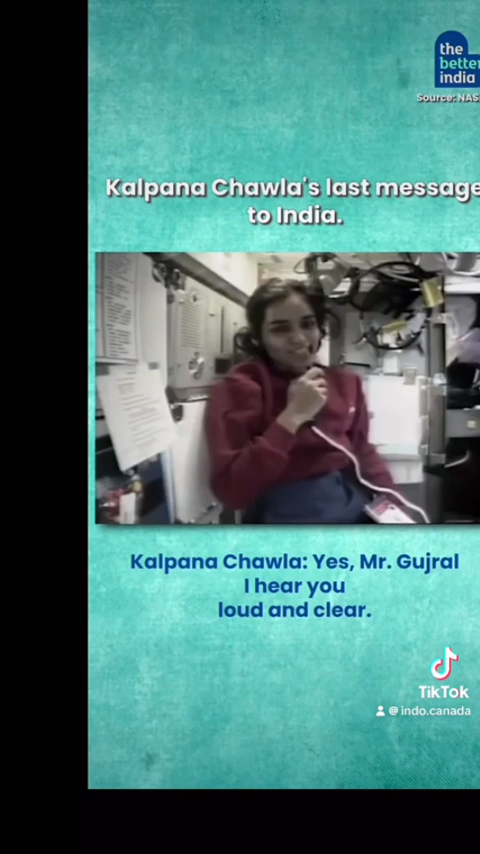 the
better
india
Source: NAS
Kalpana Chawla's last message
to India.
Kalpana Chawla: Yes, Mr. Gujral
I hear you
loud and clear.
TikTok
@indo.canada